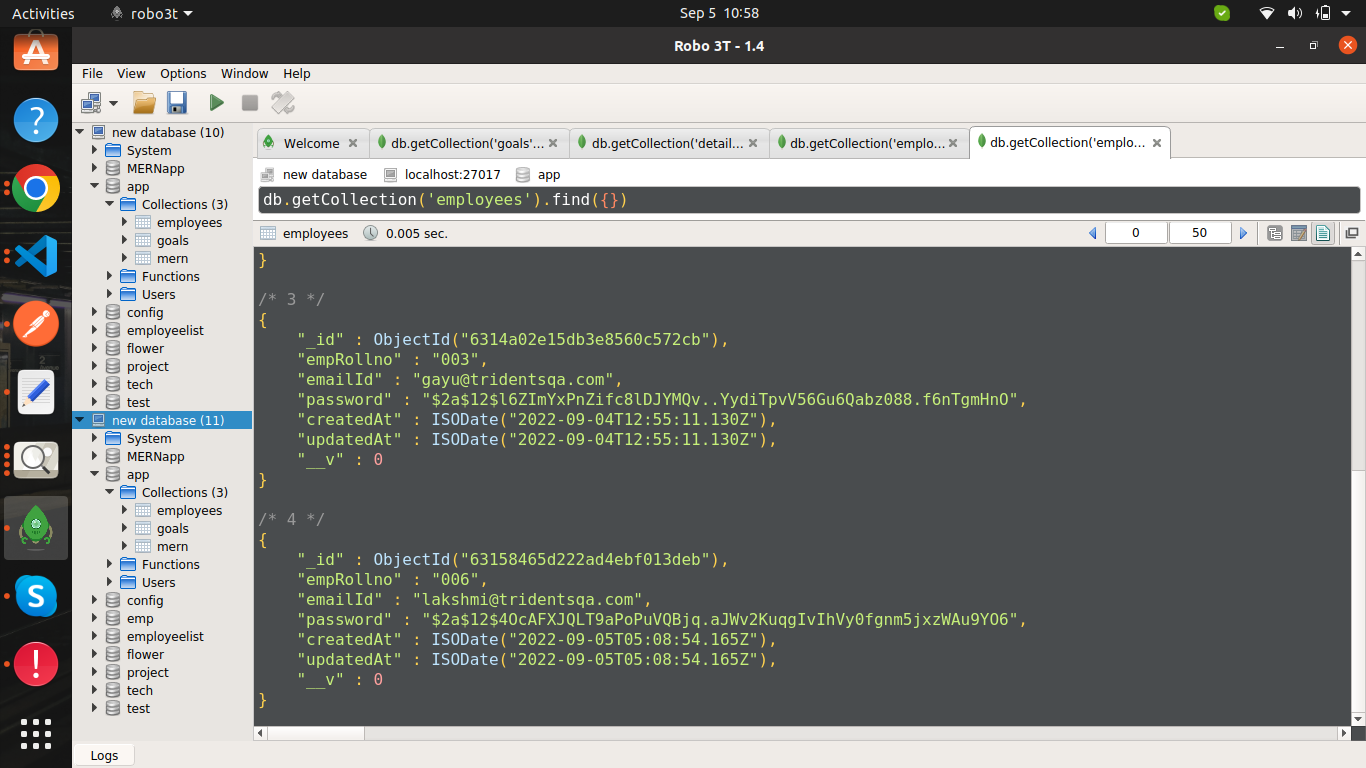 Activities robo3t Sep 5 10:58
Robo 3T - 1.4
File View Options Window Help
new database (10)
System
MERNapp
app
Collections (3)
employees
goals
mern
Functions
Users
config
employeelist
flower
project
tech
test
new database (11)
System
MERNapp
app
Collections (3)
employees
goals
mern
Functions
Users
config
emp
employeelist
flower
project
tech
test
Welcome db.getCollection('goals'... db.getCollection('detail... db.getCollection('emplo... db.getCollection('emplo...
new database localhost:27017 app
db.getCollection('employees').find({})
employees 0.005 sec. 0 50
}
/* 3 */
{
"_id" : ObjectId("6314a02e15db3e8560c572cb"),
"empRollno" : "003",
"emailId" : "gayu@tridentsqa.com",
"password" : "$2a$12$l6ZImYxPnZifc8lDJYMQv..YydiTpvV56Gu6Qabz088.f6nTgmHnO",
"createdAt" : ISODate("2022-09-04T12:55:11.130Z"),
"updatedAt" : ISODate("2022-09-04T12:55:11.130Z"),
"__v" : 0
}
/* 4 */
{
"_id" : ObjectId("63158465d222ad4ebf013deb"),
"empRollno" : "006",
"emailId" : "lakshmi@tridentsqa.com",
"password" : "$2a$12$4OcAFXJQLT9aPoPuVQBjq.aJWv2KuqgIvIhVy0fgnm5jxzWAu9YO6",
"createdAt" : ISODate("2022-09-05T05:08:54.165Z"),
"updatedAt" : ISODate("2022-09-05T05:08:54.165Z"),
"__v" : 0
}
Logs